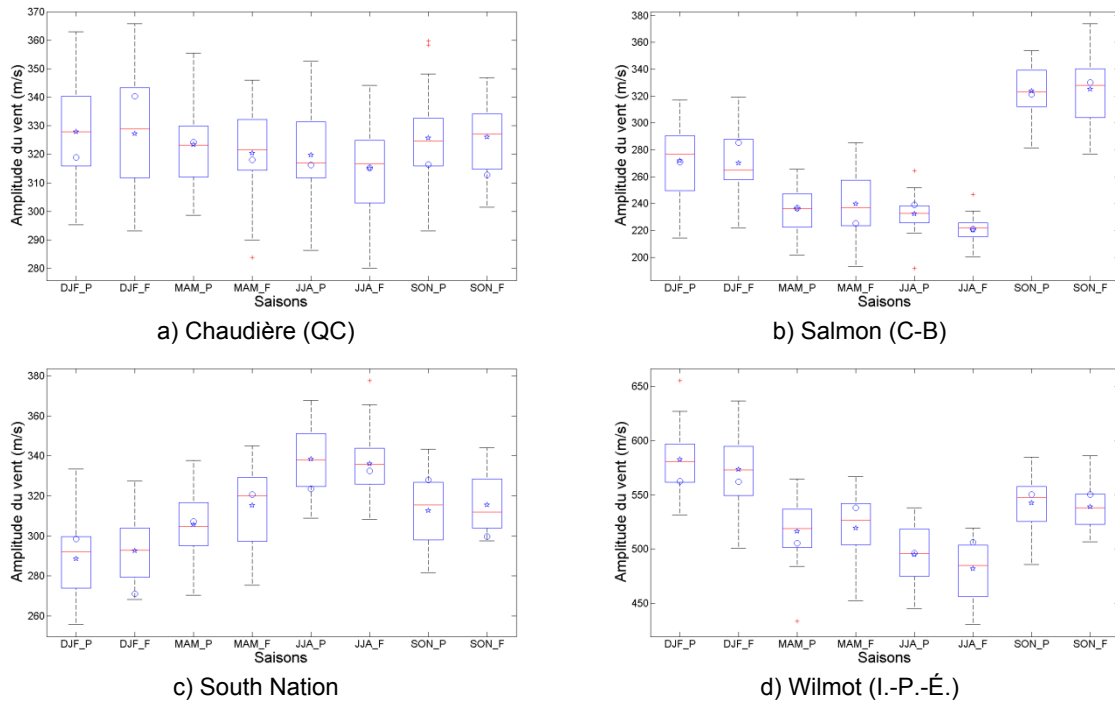 Amplitude du vent (m/s)
370
360
350
340
330
320
310
300
290
280
DJF_P DJF_F MAM_P MAM_F JJA_P JJA_F SON_P SON_F
Saisons
a) Chaudière (QC)
Amplitude du vent (m/s)
380
360
340
320
300
280
260
240
220
200
DJF_P DJF_F MAM_P MAM_F JJA_P JJA_F SON_P SON_F
Saisons
b) Salmon (C-B)
Amplitude du vent (m/s)
380
360
340
320
300
280
260
DJF_P DJF_F MAM_P MAM_F JJA_P JJA_F SON_P SON_F
Saisons
c) South Nation
Amplitude du vent (m/s)
650
600
550
500
450
DJF_P DJF_F MAM_P MAM_F JJA_P JJA_F SON_P SON_F
Saisons
d) Wilmot (I.-P.-É.)